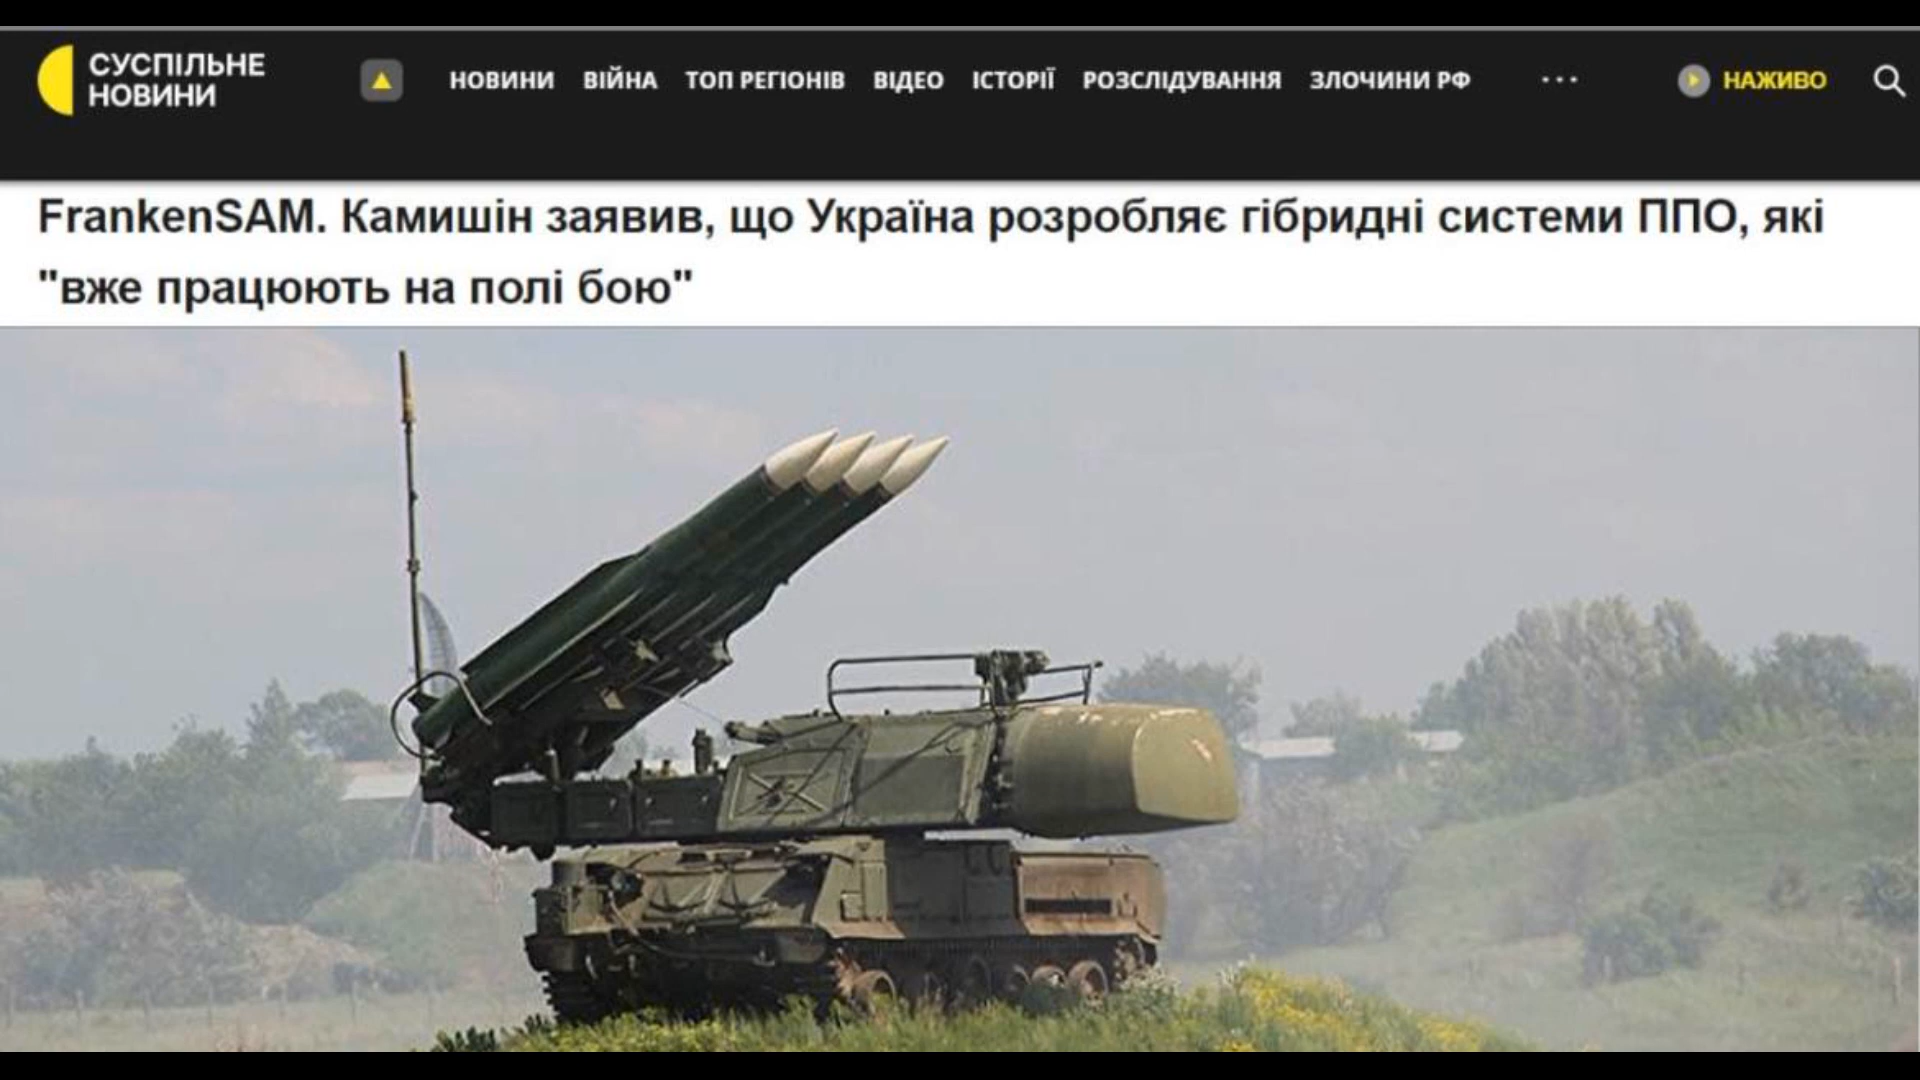 СУСПІЛЬНЕ
НОВИНИ
НОВИНИ ВІЙНА ТОП РЕГІОНІВ ВІДЕО ІСТОРІЇ РОЗСЛІДУВАННЯ ЗЛОЧИНИ РФ ... НАЖИВО
FrankenSAM. Камишін заявив, що Україна розробляє гібридні системи ППО, які
"вже працюють на полі бою"